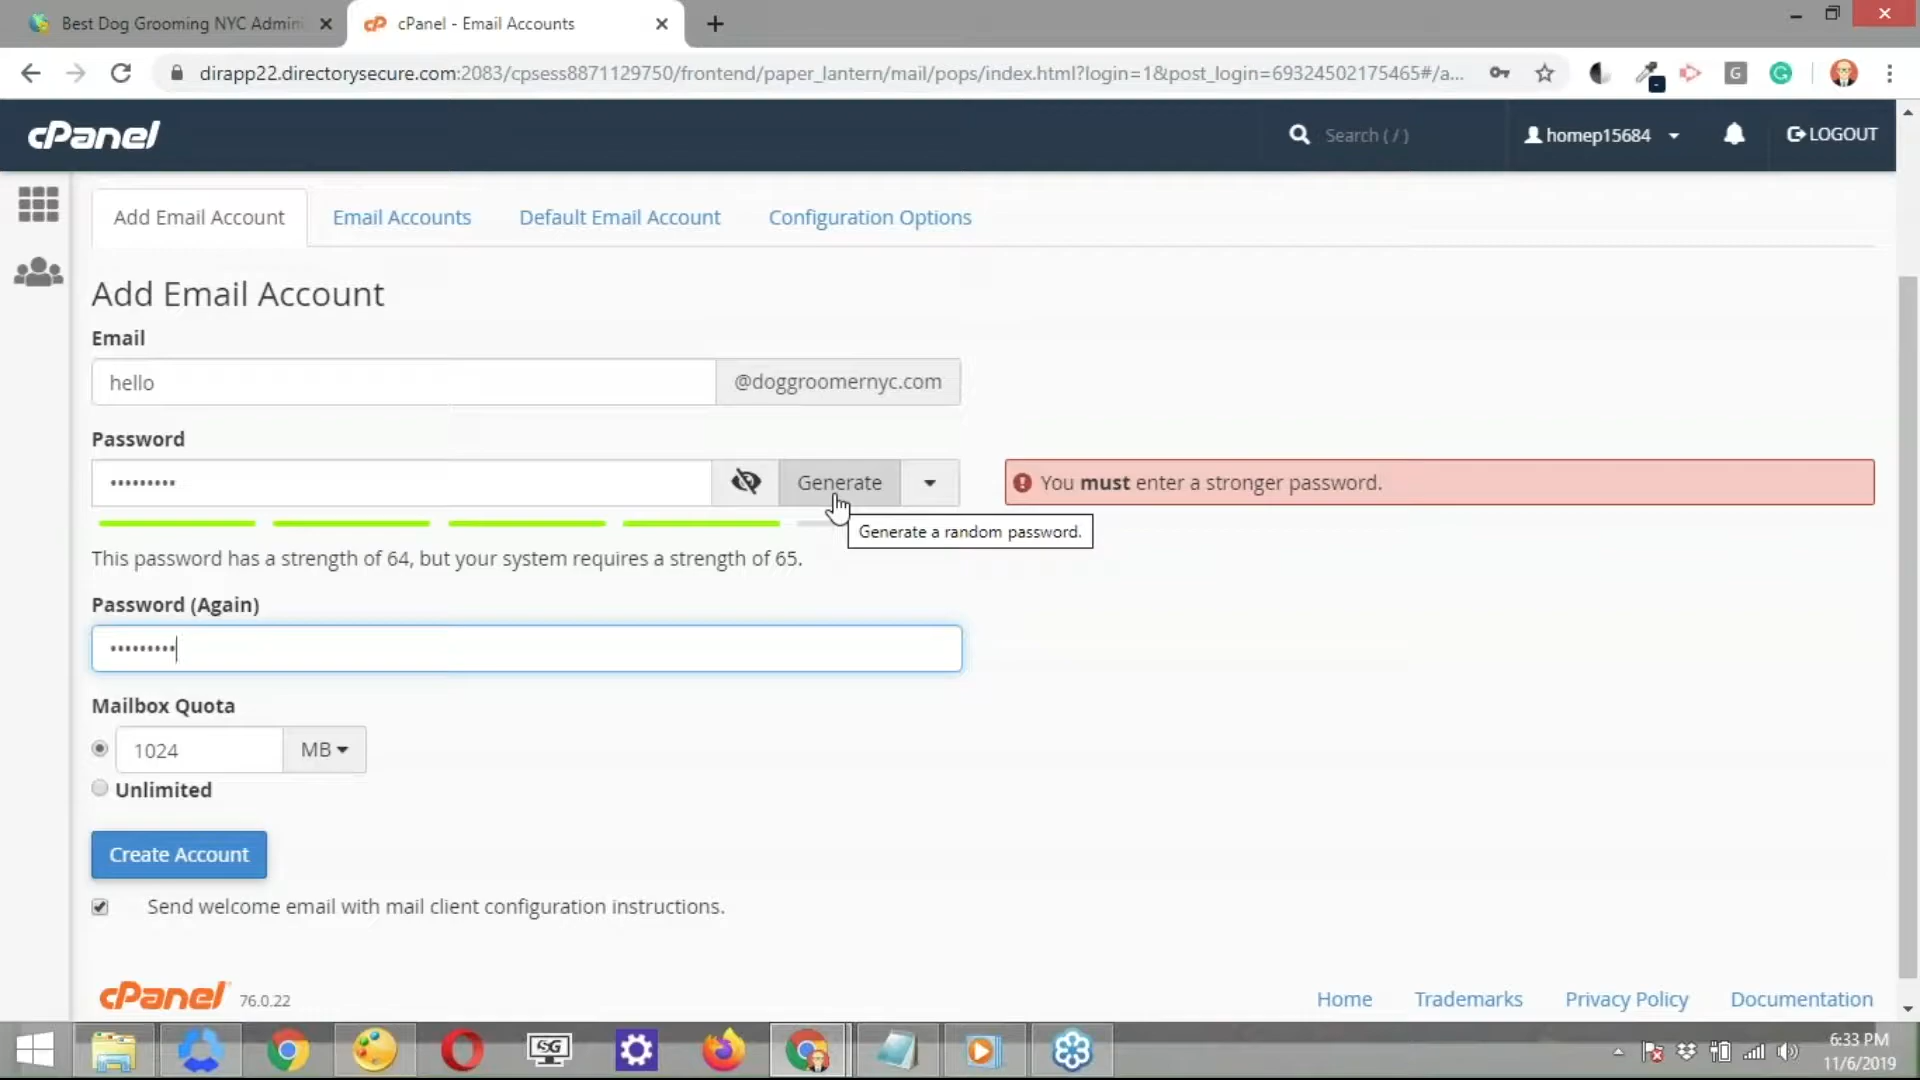 Best Dog Grooming NYC Admin
cPanel - Email Accounts
dirapp22.directorysecure.com:2083/cpsess8871129750/frontend/paper_lantern/mail/pops/index.html?login=1&post_login=69324502175465#/a...
cPanel
Search ( / )
homep15684
LOGOUT
Add Email Account
Email Accounts
Default Email Account
Configuration Options
Add Email Account
Email
hello
@doggroomernyc.com
Password
•••••••••
Generate
You must enter a stronger password.
Generate a random password.
This password has a strength of 64, but your system requires a strength of 65.
Password (Again)
•••••••••
Mailbox Quota
1024
MB
Unlimited
Create Account
Send welcome email with mail client configuration instructions.
cPanel
76.0.22
Home
Trademarks
Privacy Policy
Documentation
SG
6:33 PM
11/6/2019